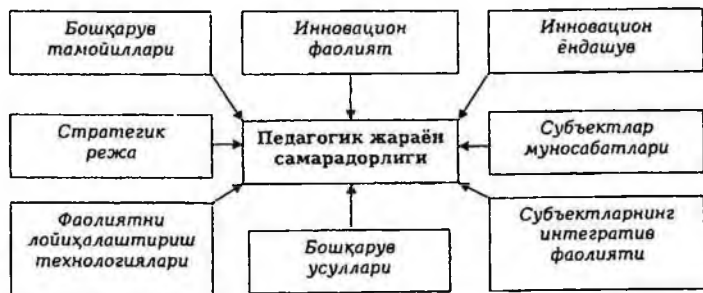 Бошқарув
тамойиллари
Инновацион
фаолият
Инновацион
ёндашув
Стратегик
режа
Педагогик жараён
самарадорлиги
Субъектлар
муносабатлари
Фаолиятни
лойиҳалаштириш
технологиялари
Бошқарув
усуллари
Субъектларнинг
интегратив
фаолияти